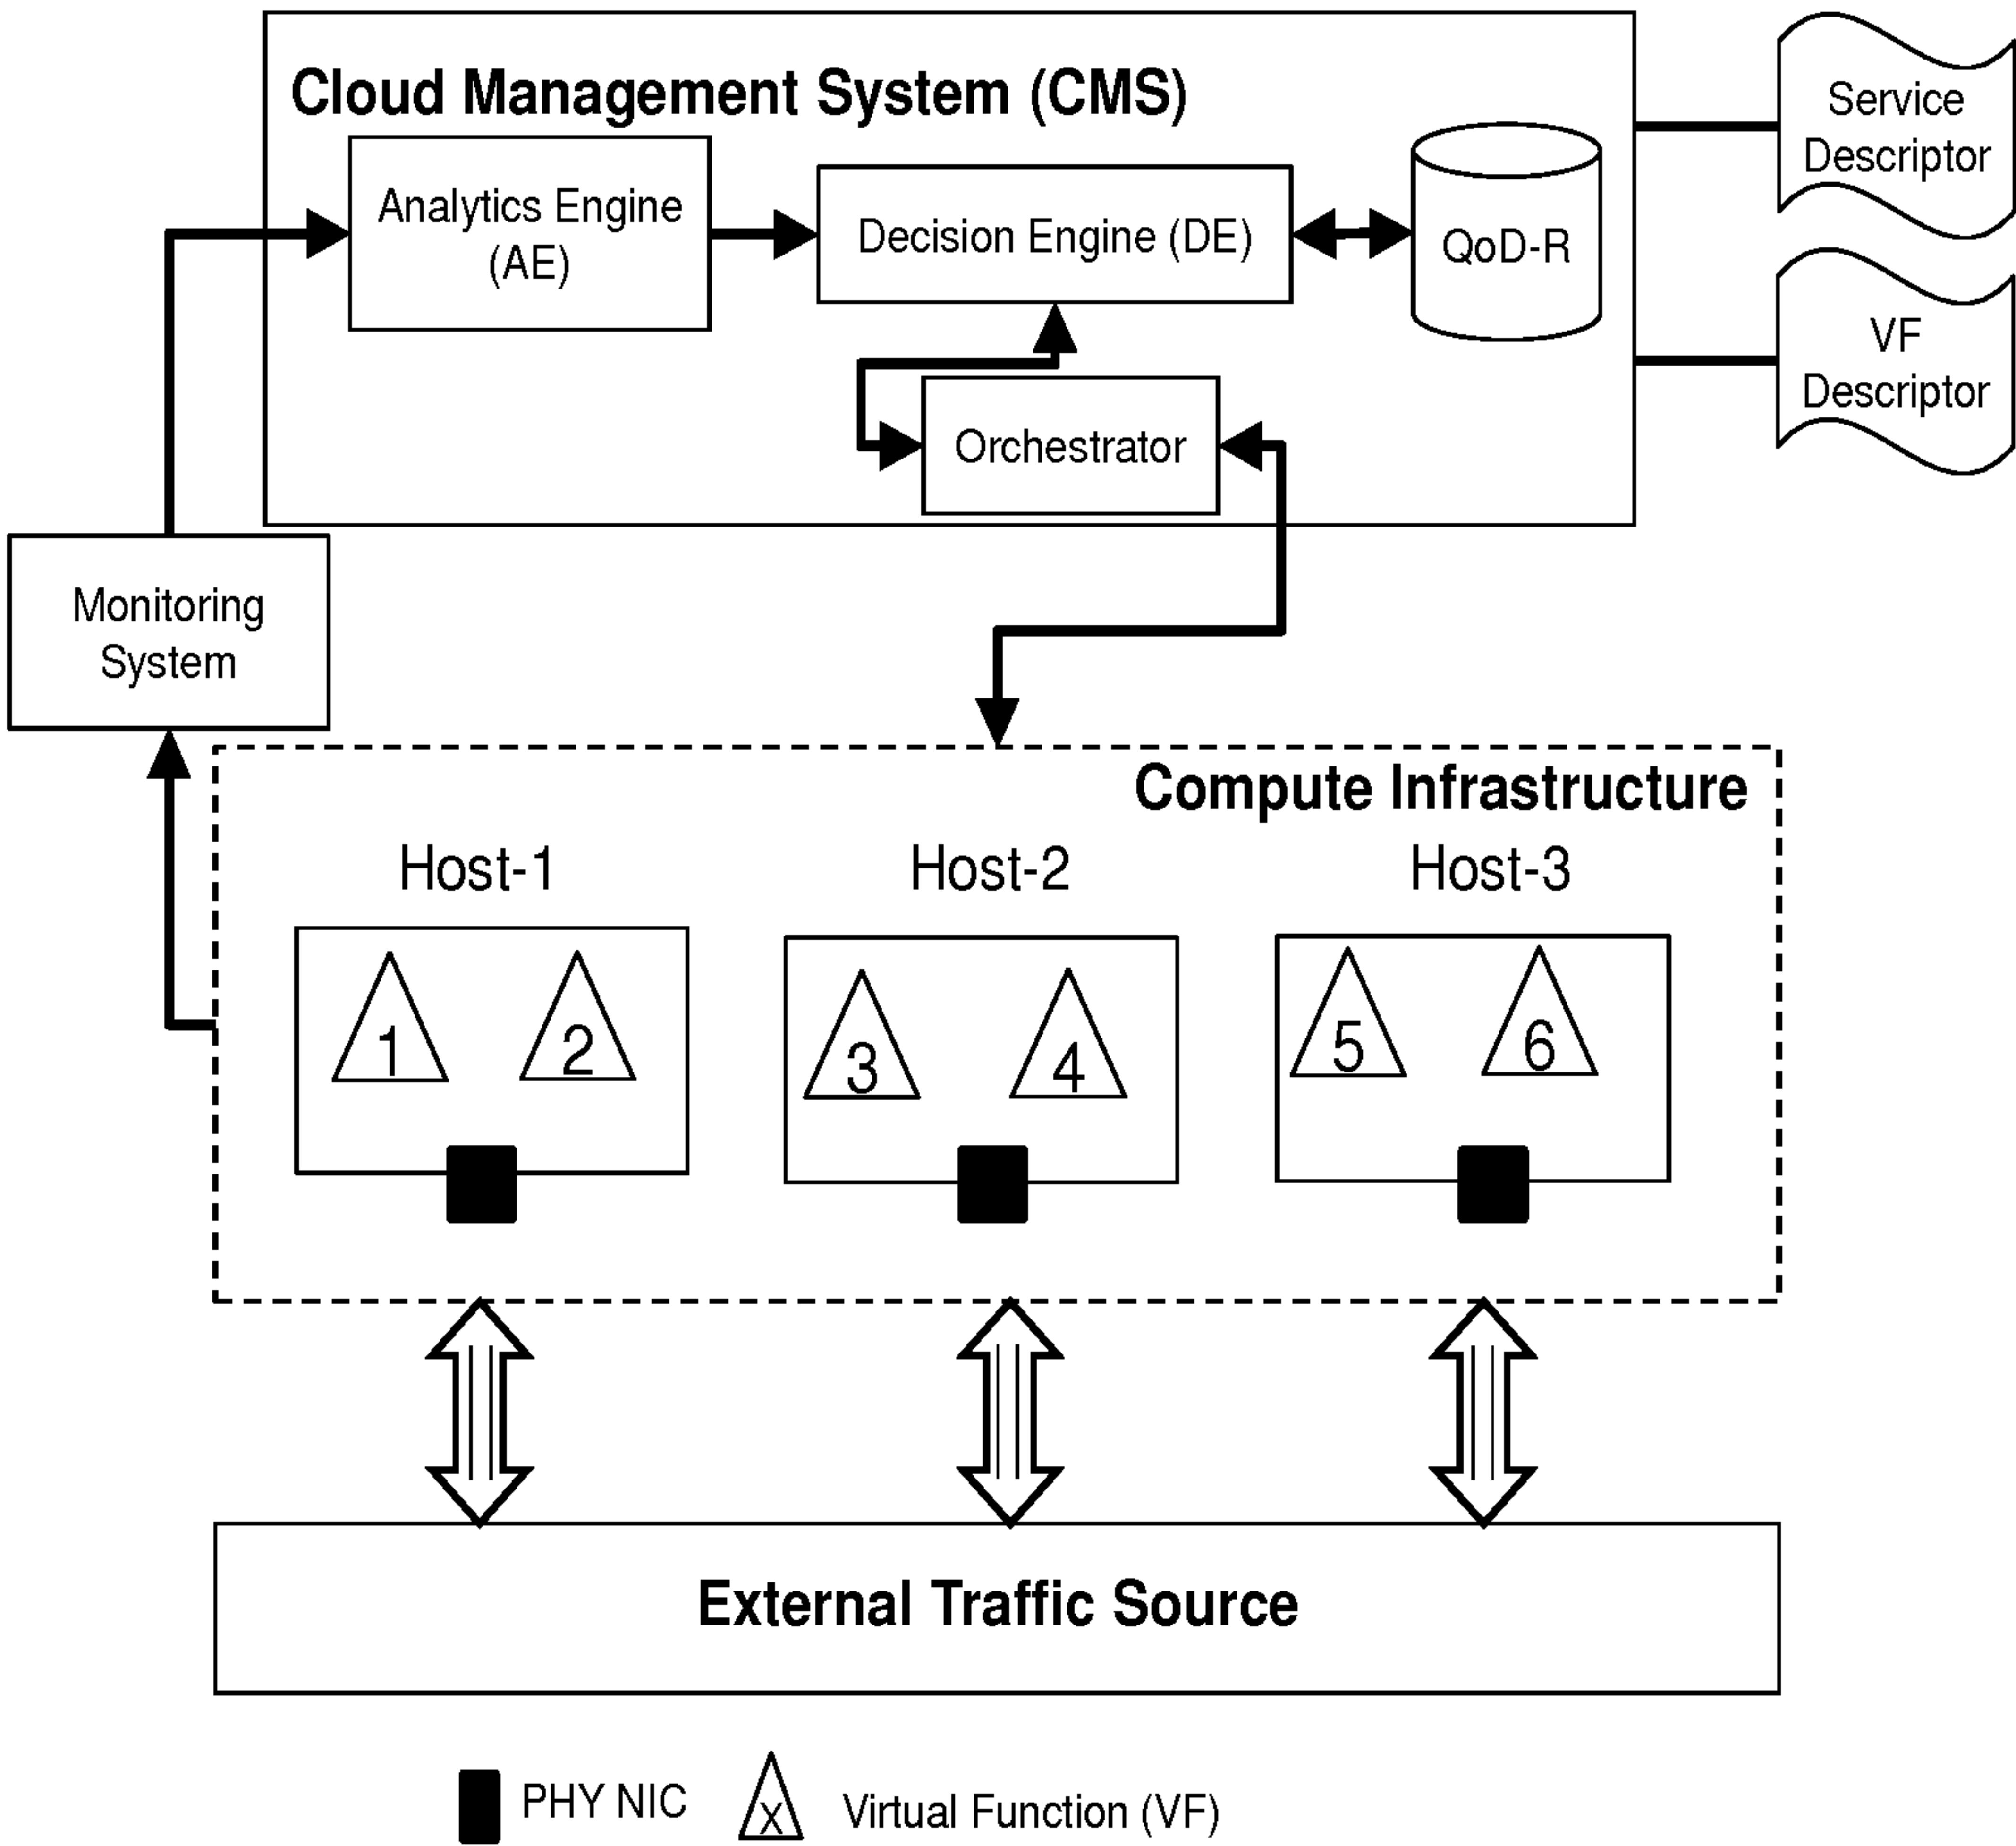 Cloud Management System (CMS)
Service
Descriptor
Analytics Engine
(AE)
Decision Engine (DE)
QoD-R
VF
Descriptor
Orchestrator
Monitoring
System
Compute Infrastructure
Host-1
Host-2
Host-3
1
2
3
4
5
6
External Traffic Source
PHY NIC
X
Virtual Function (VF)